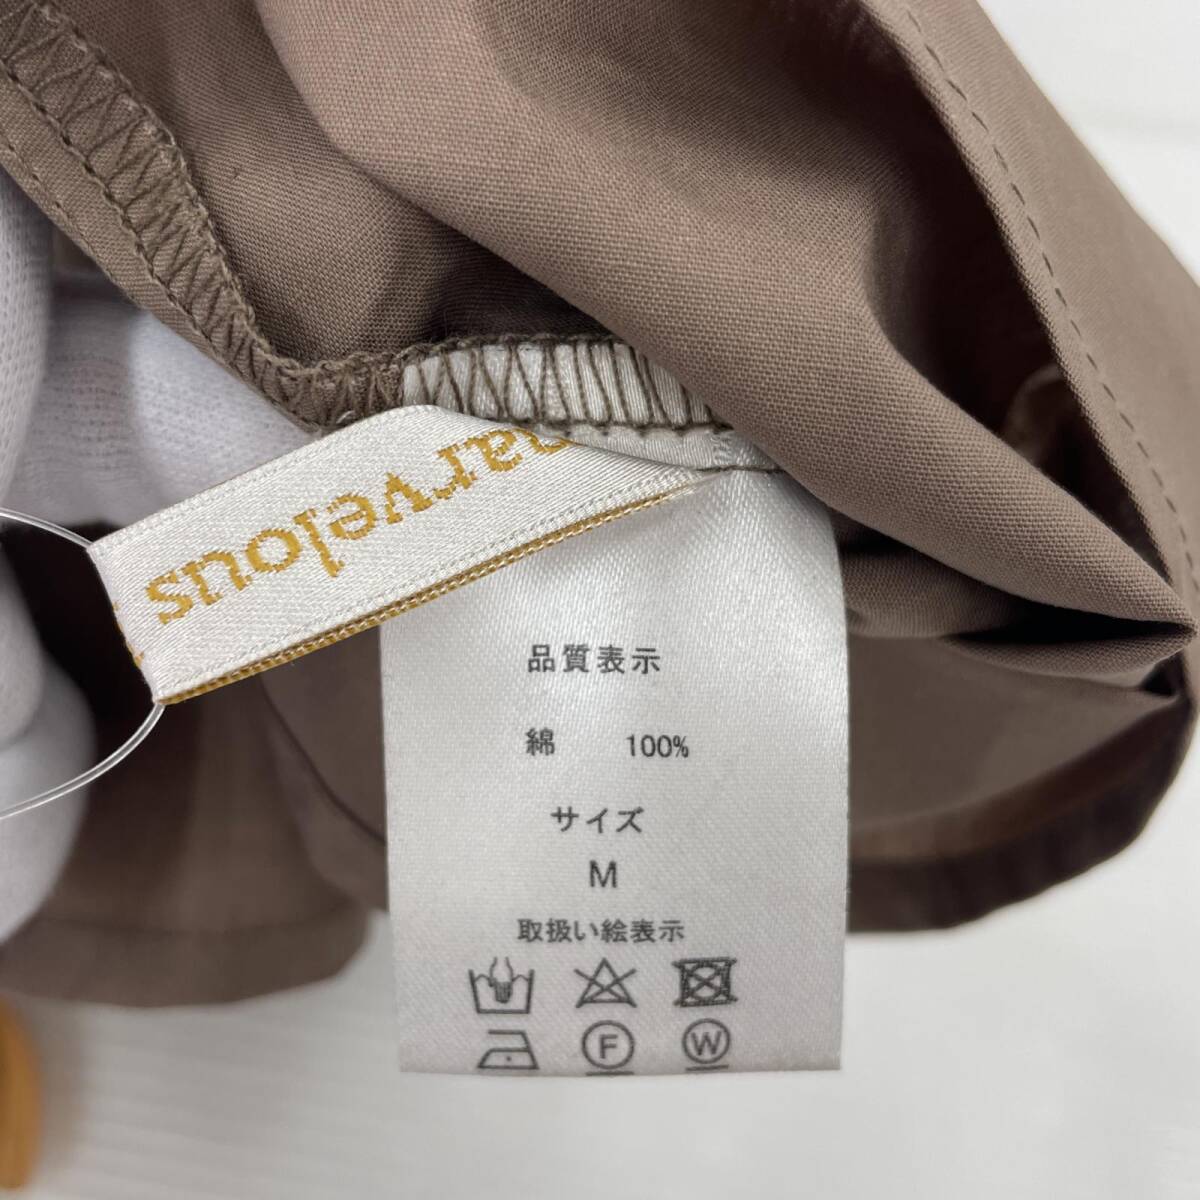 arvelous
品質表示
綿 100%
サイズ
M
取扱い絵表示
F W